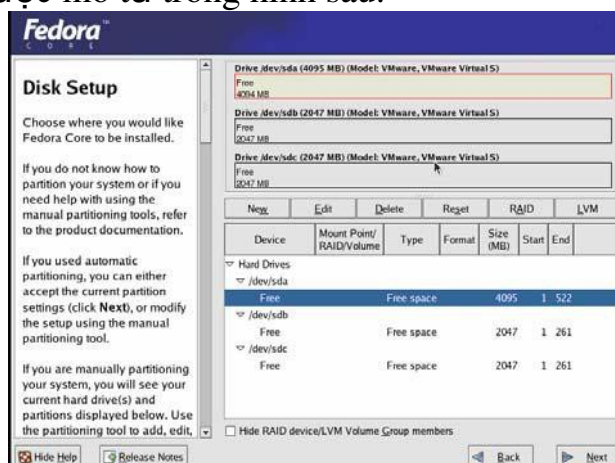 ợc mô tả trong hình sau:
Fedora
CORE
Disk Setup
Choose where you would like
Fedora Core to be installed.
If you do not know how to
partition your system or if you
need help with using the
manual partitioning tools, refer
to the product documentation.
If you used automatic
partitioning, you can either
accept the current partition
settings (click Next), or modify
the setup using the manual
partitioning tool.
If you are manually partitioning
your system, you will see your
current hard drive(s) and
partitions displayed below. Use
the partitioning tool to add, edit,
Drive /dev/sda (4095 MB) (Model: VMware, VMware Virtual S)
Free
4094 MB
Drive /dev/sdb (2047 MB) (Model: VMware, VMware Virtual S)
Free
2047 MB
Drive /dev/sdc (2047 MB) (Model: VMware, VMware Virtual S)
Free
2047 MB
New Edit Delete Reset RAID LVM
Device Mount Point/ RAID/Volume Type Format Size (MB) Start End
Hard Drives
/dev/sda
Free Free space 4095 1 522
/dev/sdb
Free Free space 2047 1 261
/dev/sdc
Free Free space 2047 1 261
Hide RAID device/LVM Volume Group members
Hide Help Release Notes Back Next